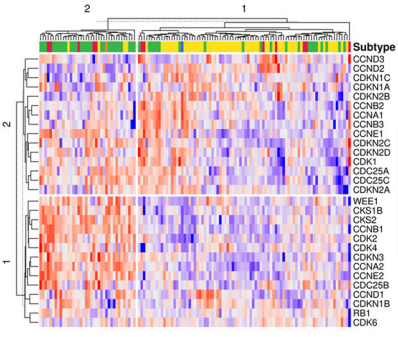 2 1
Subtype
CCND3
CCND2
CDKN1C
CDKN1A
CDKN2B
CCNB2
CCNA1
CCNB3
CCNE1
CDKN2C
CDKN2D
CDK1
CDC25A
CDC25C
CDKN2A
2
WEE1
CKS1B
CKS2
CCNB1
CDK2
CDK4
CDKN3
CCNA2
CCNE2
CDC25B
CCND1
CDKN1B
RB1
CDK6
1